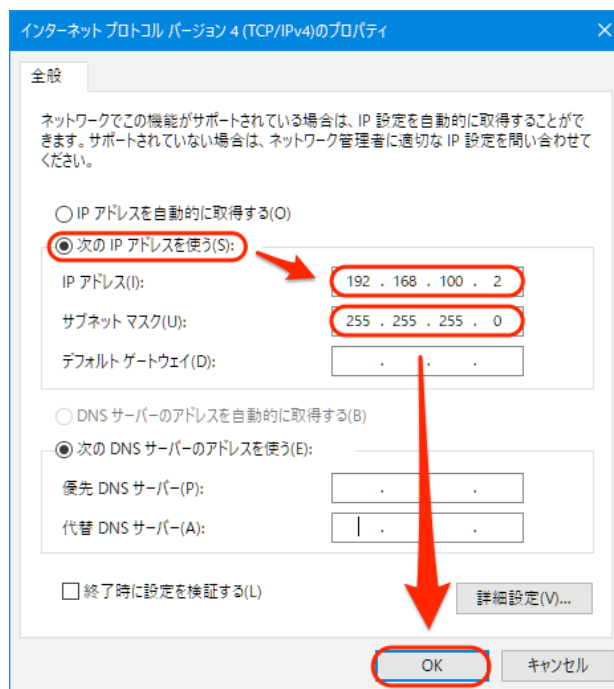 インターネット プロトコル バージョン 4 (TCP/IPv4)のプロパティ
全般
ネットワークでこの機能がサポートされている場合は、IP 設定を自動的に取得することがで
きます。サポートされていない場合は、ネットワーク管理者に適切な IP 設定を問い合わせて
ください。
IP アドレスを自動的に取得する(O)
次の IP アドレスを使う(S):
IP アドレス(I): 192 . 168 . 100 . 2
サブネット マスク(U): 255 . 255 . 255 . 0
デフォルト ゲートウェイ(D): . . .
DNS サーバーのアドレスを自動的に取得する(B)
次の DNS サーバーのアドレスを使う(E):
優先 DNS サーバー(P): . . .
代替 DNS サーバー(A): . . .
終了時に設定を検証する(L)
詳細設定(V)...
OK キャンセル